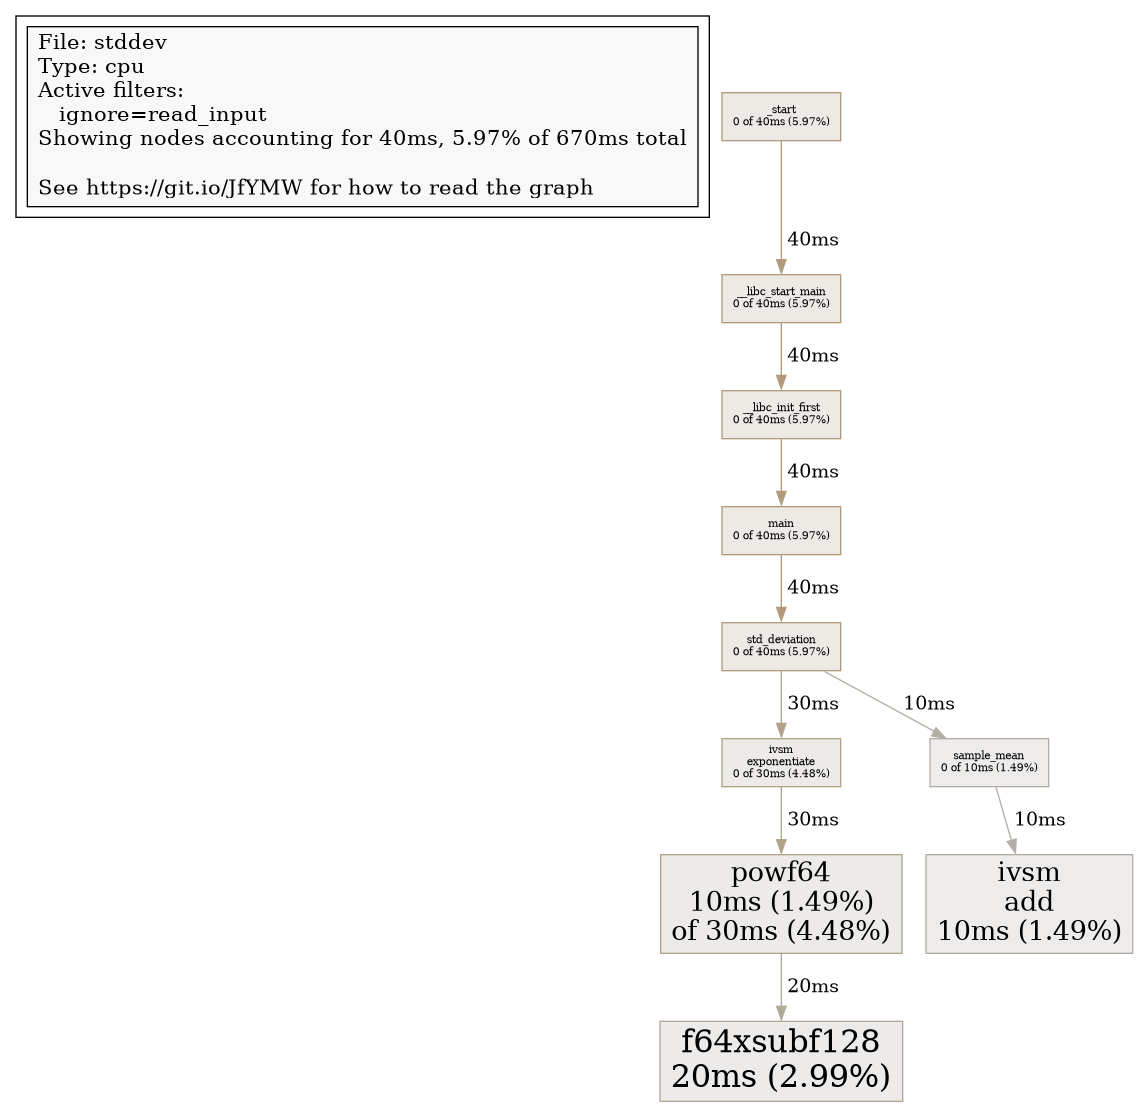 File: stddev
Type: cpu
Active filters:
ignore=read_input
Showing nodes accounting for 40ms, 5.97% of 670ms total
See https://git.io/JfYMW for how to read the graph
_start
0 of 40ms (5.97%)
40ms
__libc_start_main
0 of 40ms (5.97%)
40ms
__libc_init_first
0 of 40ms (5.97%)
40ms
main
0 of 40ms (5.97%)
40ms
std_deviation
0 of 40ms (5.97%)
30ms
10ms
ivsm
exponentiate
0 of 30ms (4.48%)
sample_mean
0 of 10ms (1.49%)
30ms
10ms
powf64
10ms (1.49%)
of 30ms (4.48%)
ivsm
add
10ms (1.49%)
20ms
f64xsubf128
20ms (2.99%)